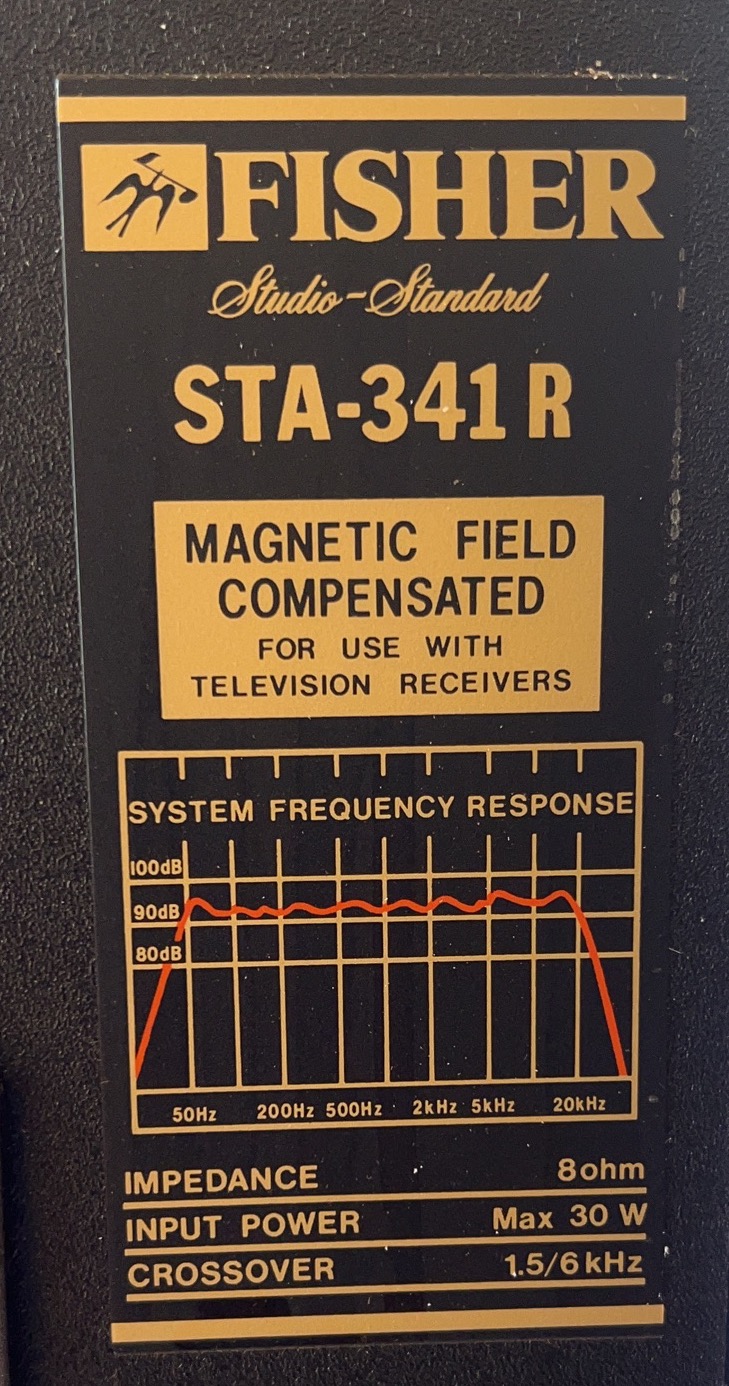 FISHER
Studio-Standard
STA-341 R
MAGNETIC FIELD
COMPENSATED
FOR USE WITH
TELEVISION RECEIVERS
SYSTEM FREQUENCY RESPONSE
100dB
90dB
80dB
50Hz 200Hz 500Hz 2kHz 5kHz 20kHz
IMPEDANCE 8ohm
INPUT POWER Max 30 W
CROSSOVER 1.5/6kHz